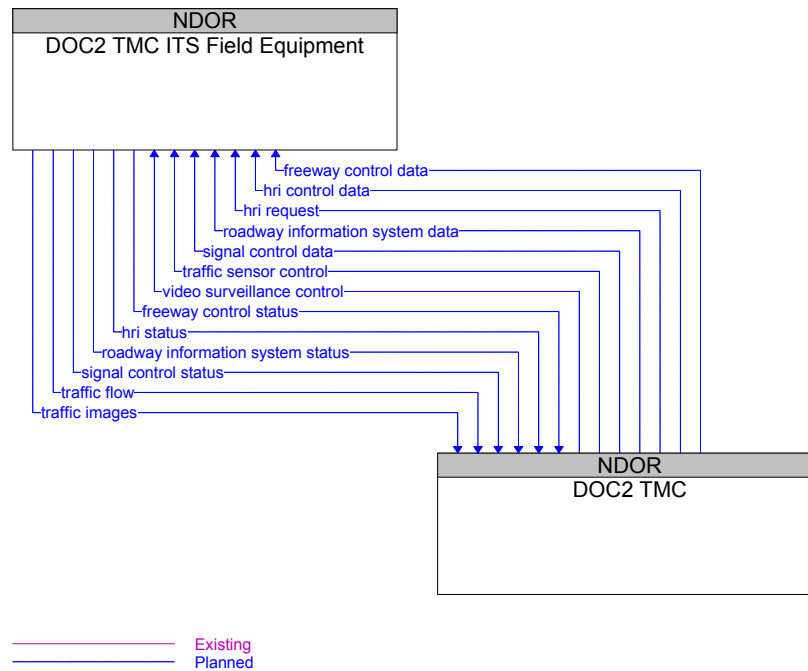 NDOR
DOC2 TMC ITS Field Equipment
freeway control data
hri control data
hri request
roadway information system data
signal control data
traffic sensor control
video surveillance control
freeway control status
hri status
roadway information system status
signal control status
traffic flow
traffic images
NDOR
DOC2 TMC
Existing
Planned